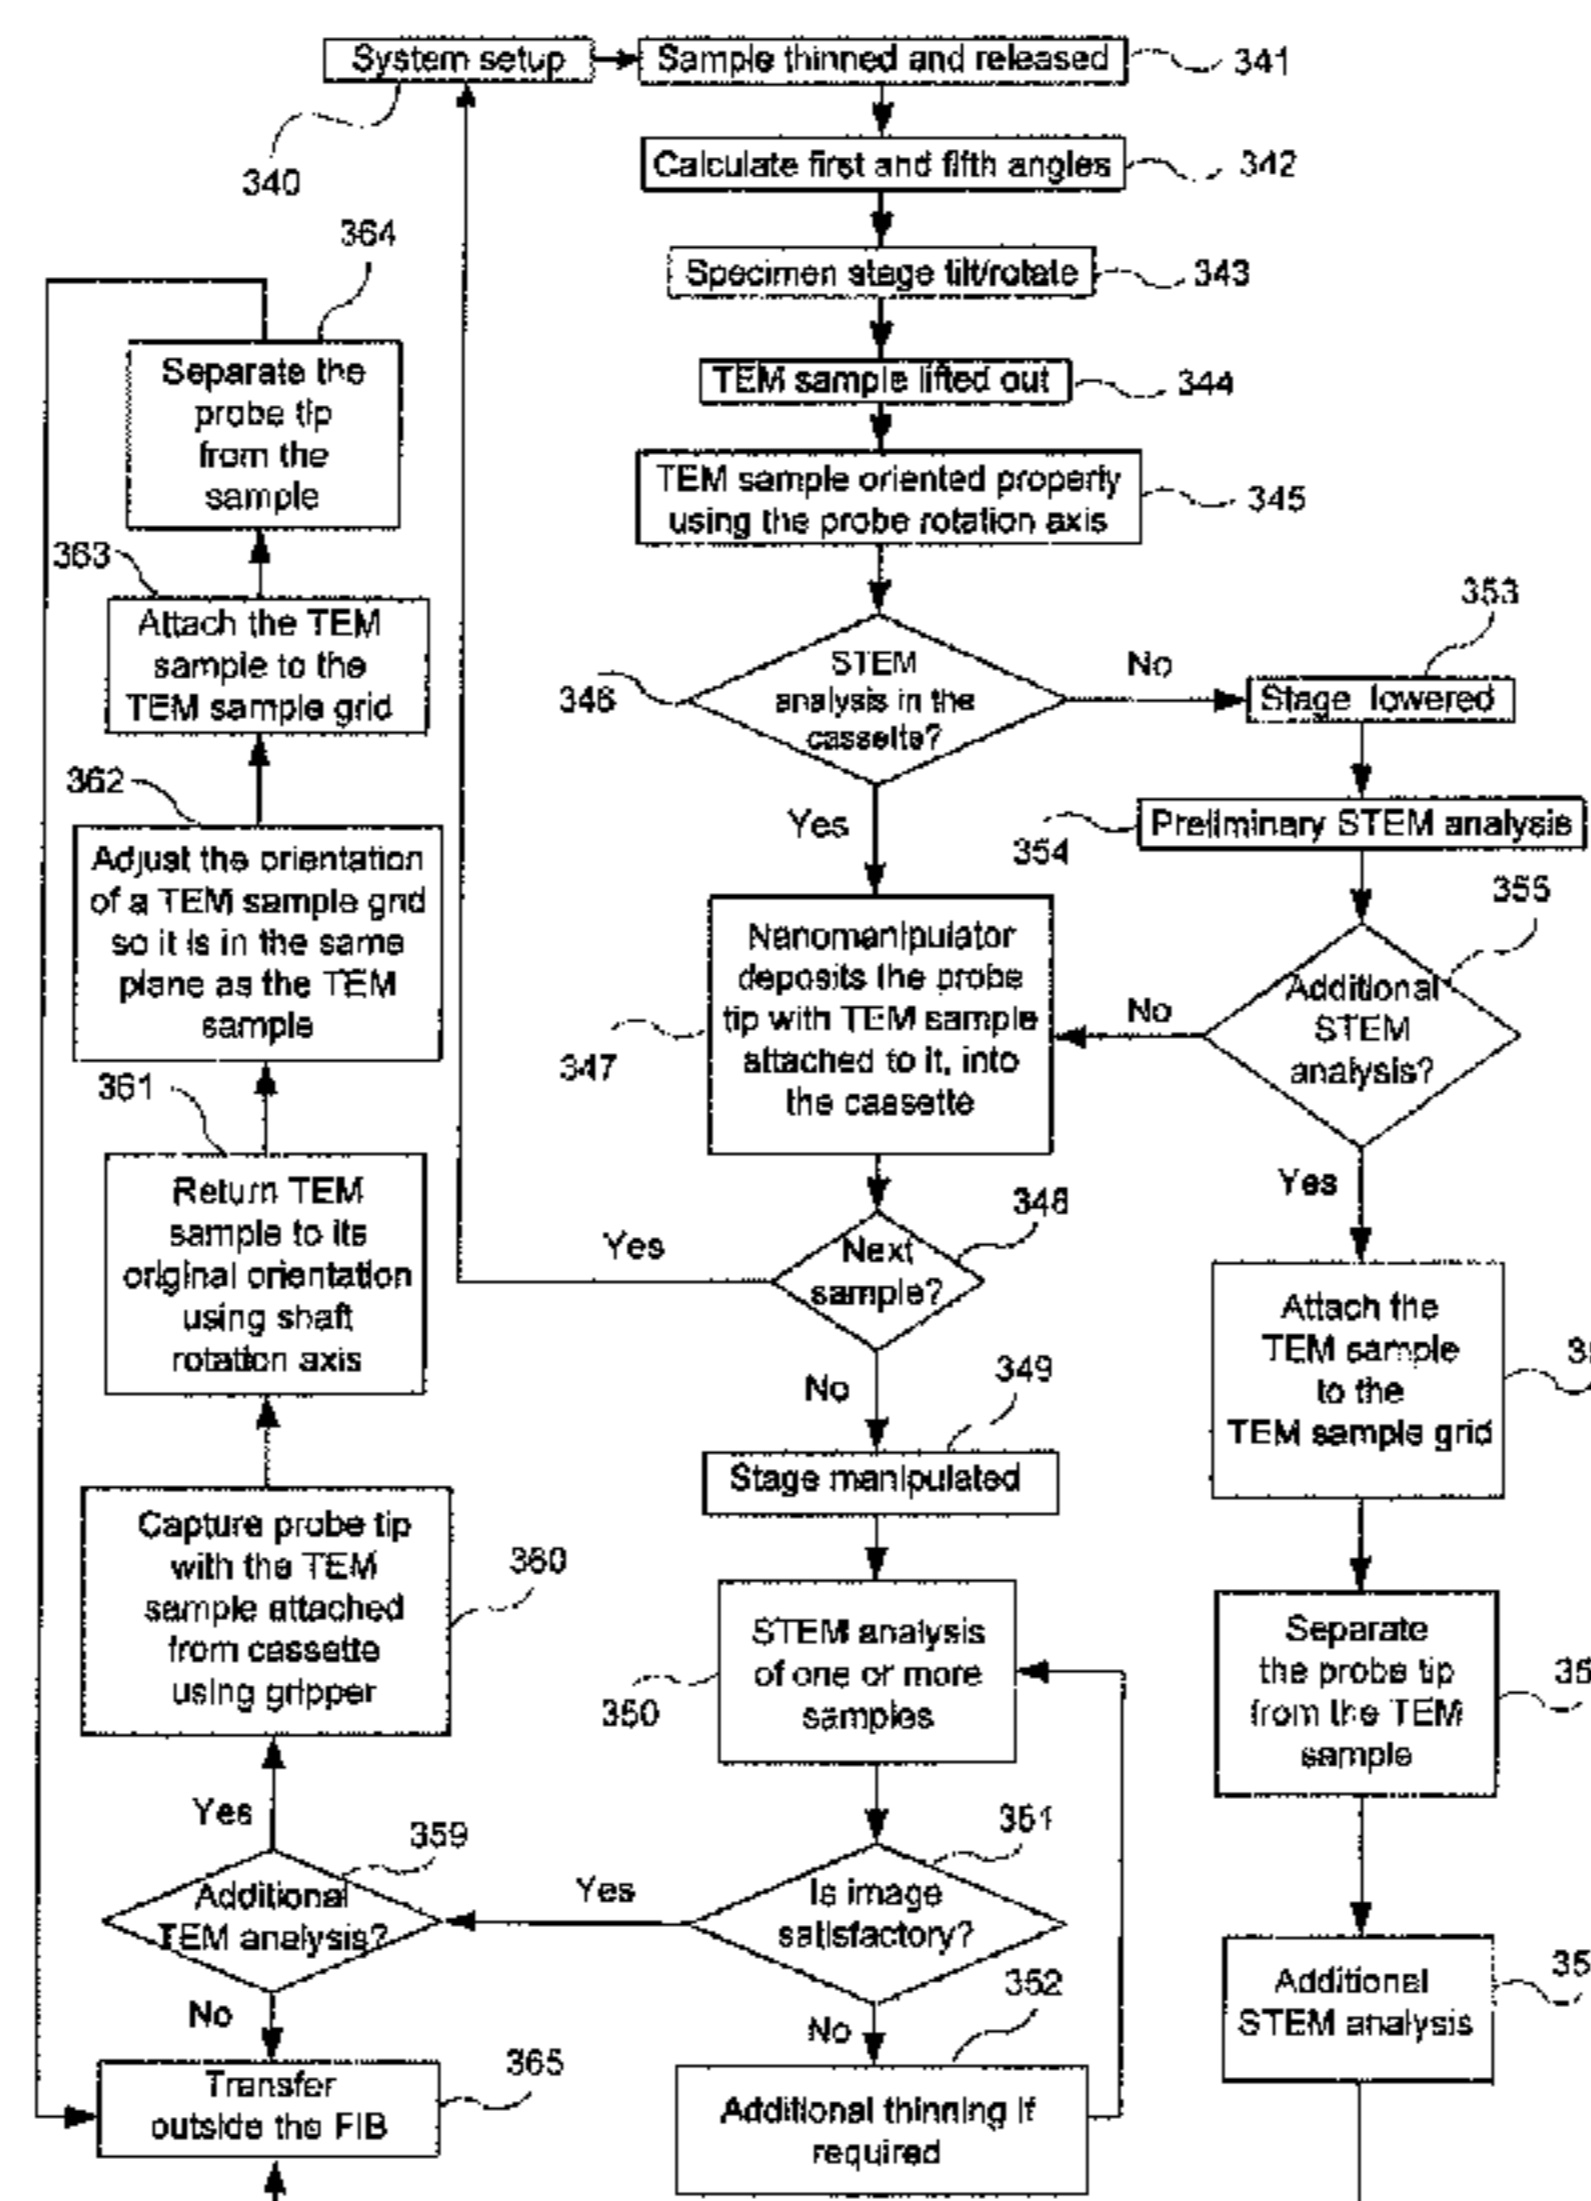 System setup
Sample thinned and released
341
340
Calculate first and fifth angles
342
Specimen stage tilt/rotate
343
TEM sample lifted out
344
TEM sample oriented properly
using the probe rotation axis
345
STEM
analysis in the
cassette?
346
No
Yes
Stage lowered
353
Preliminary STEM analysis
354
Additional
STEM
analysis?
355
No
Yes
Nanomanipulator
deposits the probe
tip with TEM sample
attached to it, into
the cassette
347
Next
sample?
348
Yes
No
Stage manipulated
349
STEM analysis
of one or more
samples
350
Is image
satisfactory?
351
Yes
No
Additional thinning if
required
352
Attach the
TEM sample
to the
TEM sample grid
Separate
the probe tip
from the TEM
sample
Additional
STEM analysis
364
Separate the
probe tip
from the
sample
363
Attach the TEM
sample to the
TEM sample grid
362
Adjust the orientation
of a TEM sample grid
so it is in the same
plane as the TEM
sample
361
Return TEM
sample to its
original orientation
using shaft
rotation axis
Capture probe tip
with the TEM
sample attached
from cassette
using gripper
360
Yes
359
Additional
TEM analysis?
No
Transfer
outside the FIB
365